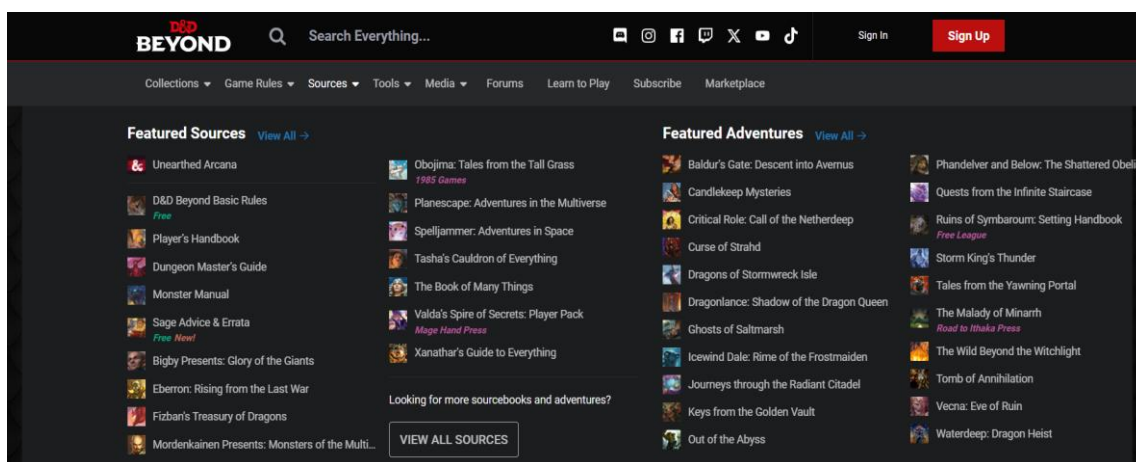 D&D
BEYOND
Search Everything...
Sign In
Sign Up
Collections
Game Rules
Sources
Tools
Media
Forums
Learn to Play
Subscribe
Marketplace
Featured Sources
View All →
& Unearthed Arcana
D&D Beyond Basic Rules
Free
Player's Handbook
Dungeon Master's Guide
Monster Manual
Sage Advice & Errata
Free New!
Bigby Presents: Glory of the Giants
Eberron: Rising from the Last War
Fizban's Treasury of Dragons
Mordenkainen Presents: Monsters of the Multi...
Obojima: Tales from the Tall Grass
1985 Games
Planescape: Adventures in the Multiverse
Spelljammer: Adventures in Space
Tasha's Cauldron of Everything
The Book of Many Things
Valda's Spire of Secrets: Player Pack
Mage Hand Press
Xanathar's Guide to Everything
Looking for more sourcebooks and adventures?
VIEW ALL SOURCES
Featured Adventures
View All →
Baldur's Gate: Descent into Avernus
Candlekeep Mysteries
Critical Role: Call of the Netherdeep
Curse of Strahd
Dragons of Stormwreck Isle
Dragonlance: Shadow of the Dragon Queen
Ghosts of Saltmarsh
Icewind Dale: Rime of the Frostmaiden
Journeys through the Radiant Citadel
Keys from the Golden Vault
Out of the Abyss
Phandelver and Below: The Shattered Obeli
Quests from the Infinite Staircase
Ruins of Symbaroum: Setting Handbook
Free League
Storm King's Thunder
Tales from the Yawning Portal
The Malady of Minarrh
Road to Ithaka Press
The Wild Beyond the Witchlight
Tomb of Annihilation
Vecna: Eve of Ruin
Waterdeep: Dragon Heist